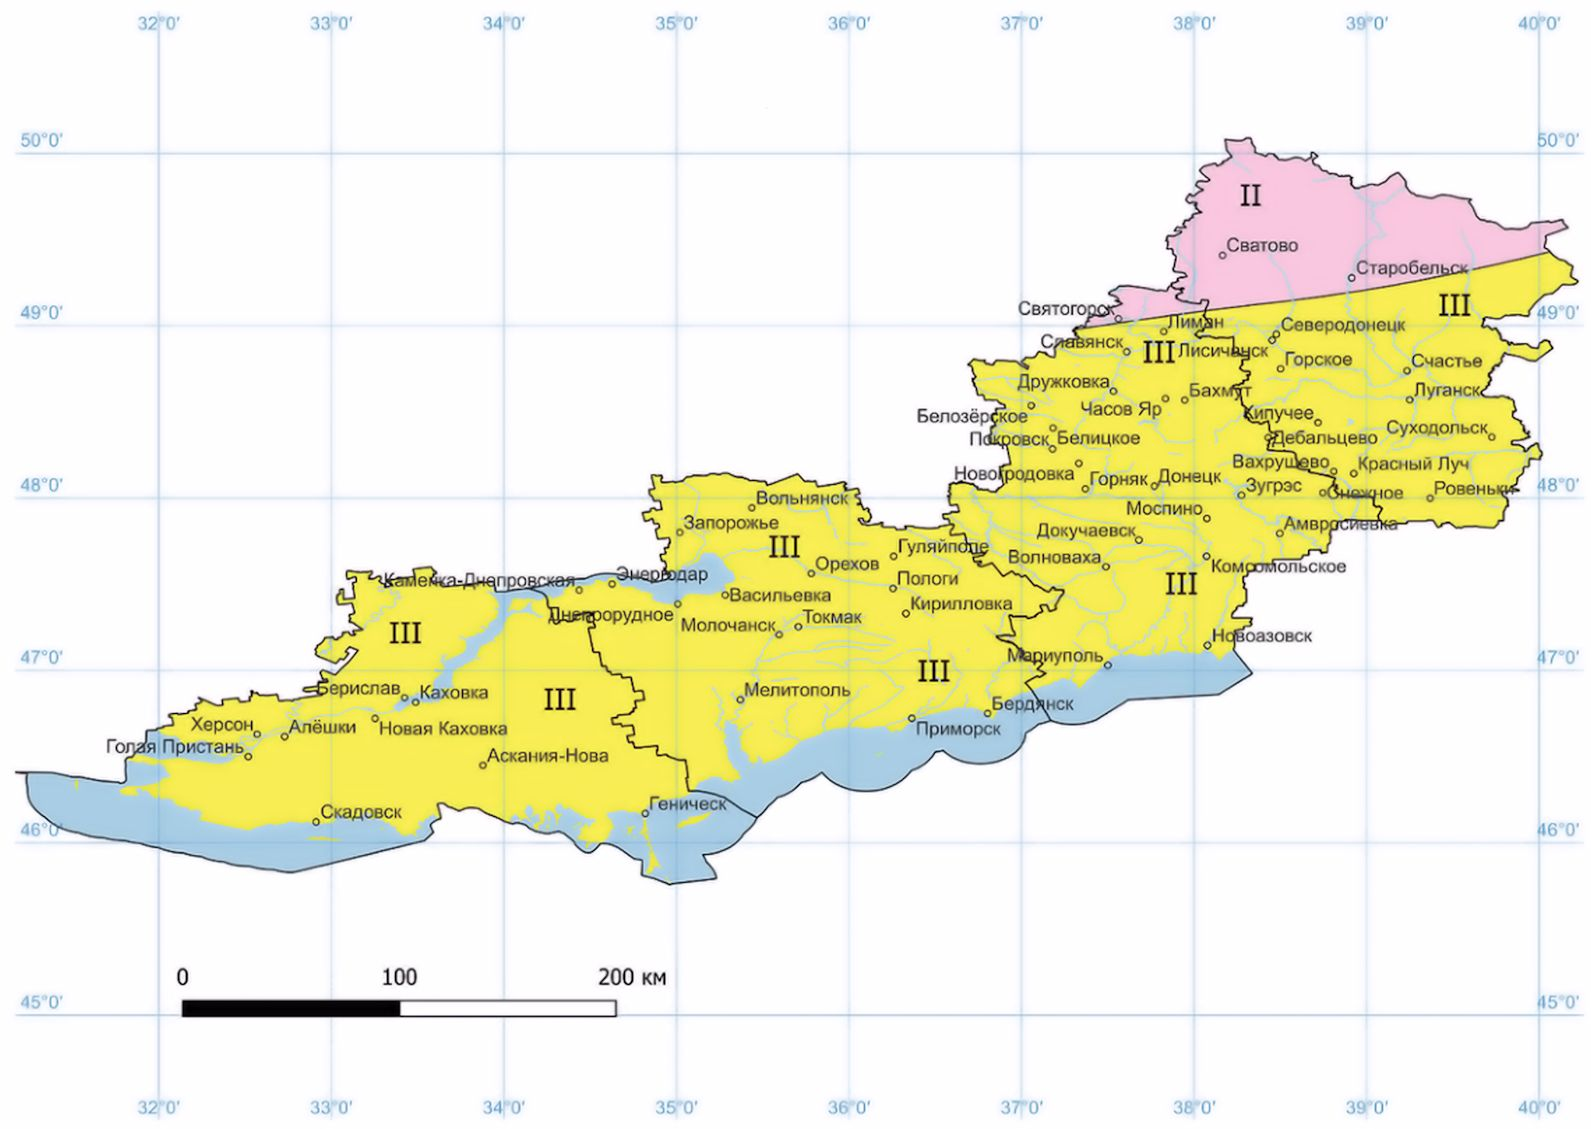 32°0' 33°0' 34°0' 35°0' 36°0' 37°0' 38°0' 39°0' 40°0'
50°0' 50°0'
II
Сватово
Старобельск
III
Святогорс
49°0' 49°0'
Лиман
Северодонецк
Славянск
III
Лисичанск
Горское
Счастье
Дружковка
Бахмут
Луганск
Часов Яр
Белозёрское
Кипучее
Суходольск
Покровск
Белицкое
Дебальцево
Вахрушево
Красный Луч
Новогродовка
Горняк
Донецк
48°0' 48°0'
Зугрэс
Снежное
Ровеньки
Вольнянск
Моспино
Запорожье
Докучаевск
Амвросиевка
III
Гуляйполе
Волноваха
Орехов
Комсомольское
Каменка-Днепровская
Энергодар
Пологи
III
Васильевка
Кирилловка
Днепрорудное
Токмак
Молочанск
III
Новоазовск
47°0' 47°0'
Мариуполь
III
Берислав
Каховка
III
Мелитополь
Бердянск
Херсон
Алёшки
Новая Каховка
Приморск
Голая Пристань
Аскания-Нова
Скадовск
Геническ
46°0' 46°0'
0 100 200 км
45°0' 45°0'
32°0' 33°0' 34°0' 35°0' 36°0' 37°0' 38°0' 39°0' 40°0'